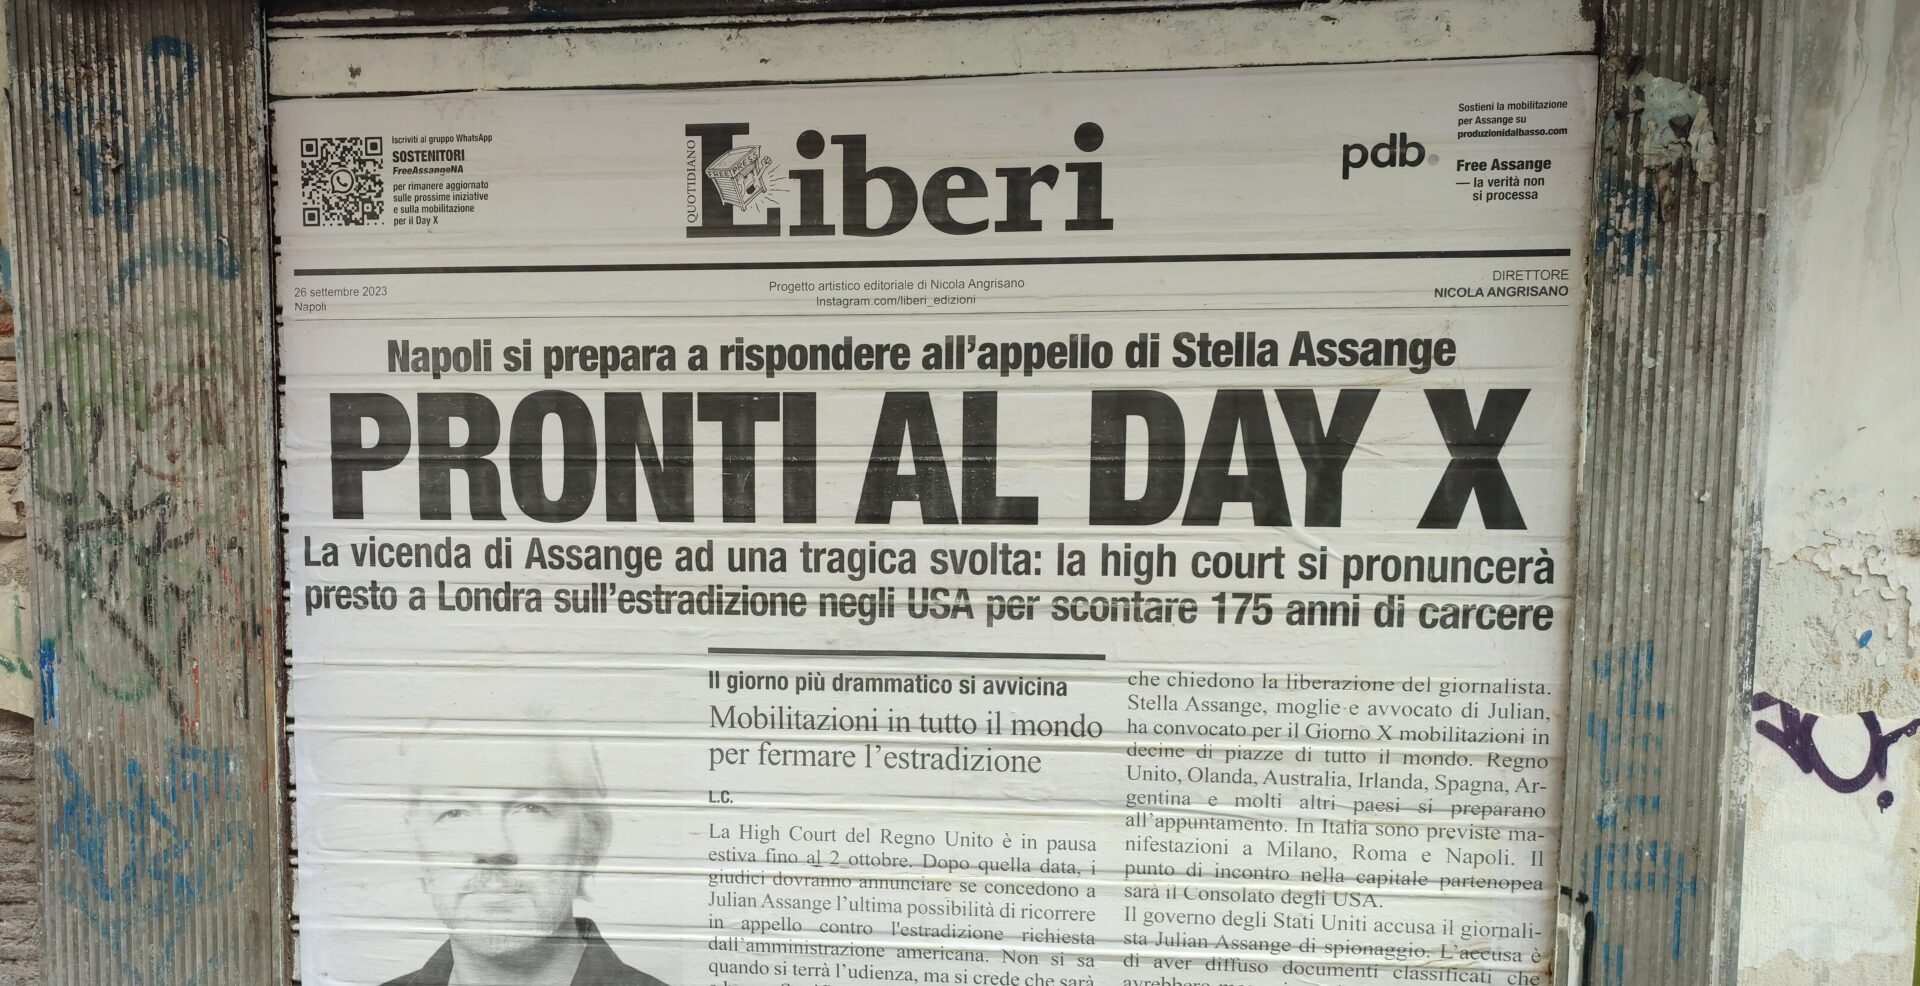 Iscriviti al gruppo WhatsApp
SOSTENITORI
FreeAssangeNA
per rimanere aggiornato
sulle prossime iniziative
e sulla mobilitazione
per il Day X
QUOTIDIANO
FREE PRESS
Liberi
pdb.
Sostieni la mobilitazione
per Assange su
produzionidalbasso.com
Free Assange
— la verità non
si processa
26 settembre 2023
Napoli
Progetto artistico editoriale di Nicola Angrisano
Instagram.com/liberi_edizioni
DIRETTORE
NICOLA ANGRISANO
Napoli si prepara a rispondere all'appello di Stella Assange
PRONTI AL DAY X
La vicenda di Assange ad una tragica svolta: la high court si pronuncerà
presto a Londra sull'estradizione negli USA per scontare 175 anni di carcere
Il giorno più drammatico si avvicina
Mobilitazioni in tutto il mondo
per fermare l'estradizione
L.C.
La High Court del Regno Unito è in pausa
estiva fino al 2 ottobre. Dopo quella data, i
giudici dovranno annunciare se concedono a
Julian Assange l'ultima possibilità di ricorrere
in appello contro l'estradizione richiesta
dall'amministrazione americana. Non si sa
quando si terrà l'udienza, ma si crede che sarà
che chiedono la liberazione del giornalista.
Stella Assange, moglie e avvocato di Julian,
ha convocato per il Giorno X mobilitazioni in
decine di piazze di tutto il mondo. Regno
Unito, Olanda, Australia, Irlanda, Spagna, Ar-
gentina e molti altri paesi si preparano
all'appuntamento. In Italia sono previste ma-
nifestazioni a Milano, Roma e Napoli. Il
punto di incontro nella capitale partenopea
sarà il Consolato degli USA.
Il governo degli Stati Uniti accusa il giornali-
sta Julian Assange di spionaggio. L'accusa è
di aver diffuso documenti classificati che